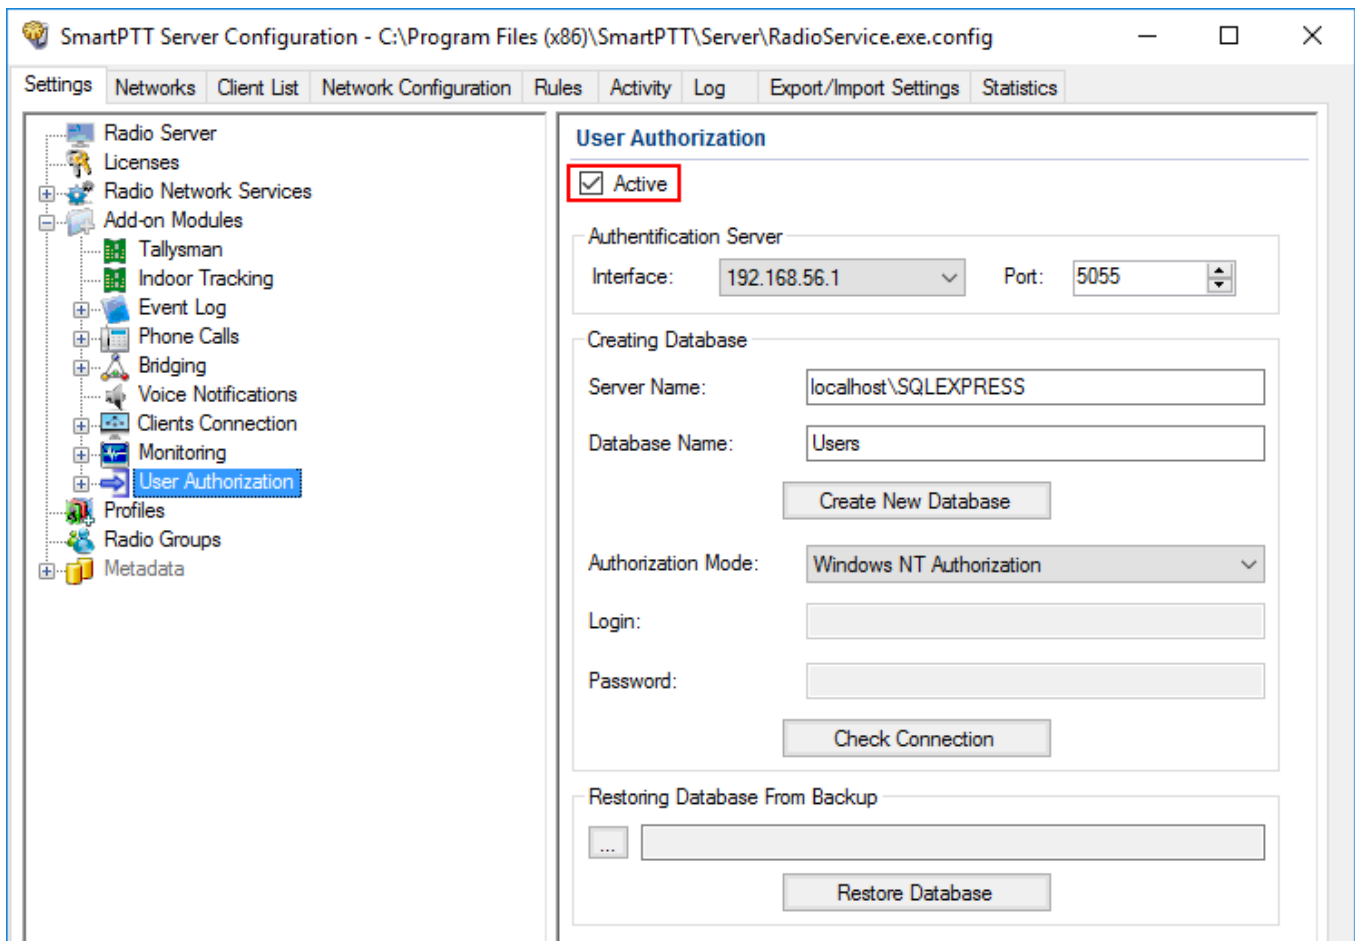 SmartPTT Server Configuration - C:\Program Files (x86)\SmartPTT\Server\RadioService.exe.config
Settings Networks Client List Network Configuration Rules Activity Log Export/Import Settings Statistics
Radio Server
Licenses
Radio Network Services
Add-on Modules
Tallysman
Indoor Tracking
Event Log
Phone Calls
Bridging
Voice Notifications
Clients Connection
Monitoring
User Authorization
Profiles
Radio Groups
Metadata
User Authorization
Active
Authentification Server
Interface: 192.168.56.1 Port: 5055
Creating Database
Server Name: localhost\SQLEXPRESS
Database Name: Users
Create New Database
Authorization Mode: Windows NT Authorization
Login:
Password:
Check Connection
Restoring Database From Backup
...
Restore Database